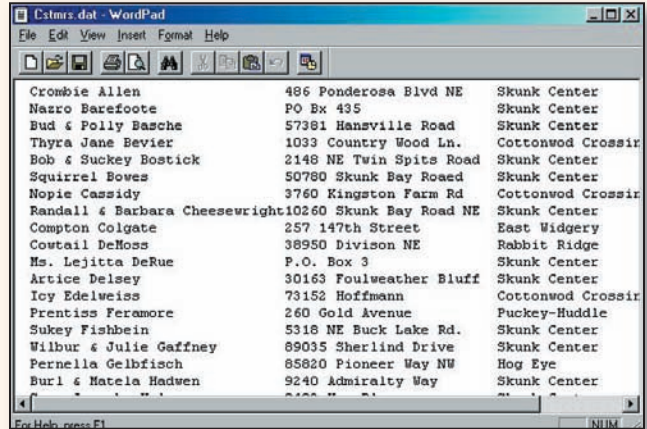 Cstmrs.dat - WordPad
File Edit View Insert Format Help
Crombie Allen 486 Ponderosa Blvd NE Skunk Center
Nazro Barefoote PO Bx 435 Skunk Center
Bud & Polly Basche 57381 Hansville Road Skunk Center
Thyra Jane Bevier 1033 Country Wood Ln. Cottonwod Crossin
Bob & Suckey Bostick 2148 NE Twin Spits Road Skunk Center
Squirrel Bowes 50780 Skunk Bay Roaed Skunk Center
Nopie Cassidy 3760 Kingston Farm Rd Cottonwod Crossin
Randall & Barbara Cheesewright10260 Skunk Bay Road NE Skunk Center
Compton Colgate 257 147th Street East Widgery
Cowtail DeMoss 38950 Divison NE Rabbit Ridge
Ms. Lejitta DeRue P.O. Box 3 Skunk Center
Artice Delsey 30163 Foulweather Bluff Skunk Center
Icy Edelweiss 73152 Hoffmann Cottonwod Crossin
Prentiss Feramore 260 Gold Avenue Puckey-Huddle
Sukey Fishbein 5318 NE Buck Lake Rd. Skunk Center
Wilbur & Julie Gaffney 89035 Sherlind Drive Skunk Center
Pernella Gelbfisch 85820 Pioneer Way NW Hog Eye
Burl & Matela Hadwen 9240 Admiralty Way Skunk Center
For Help, press F1 NUM